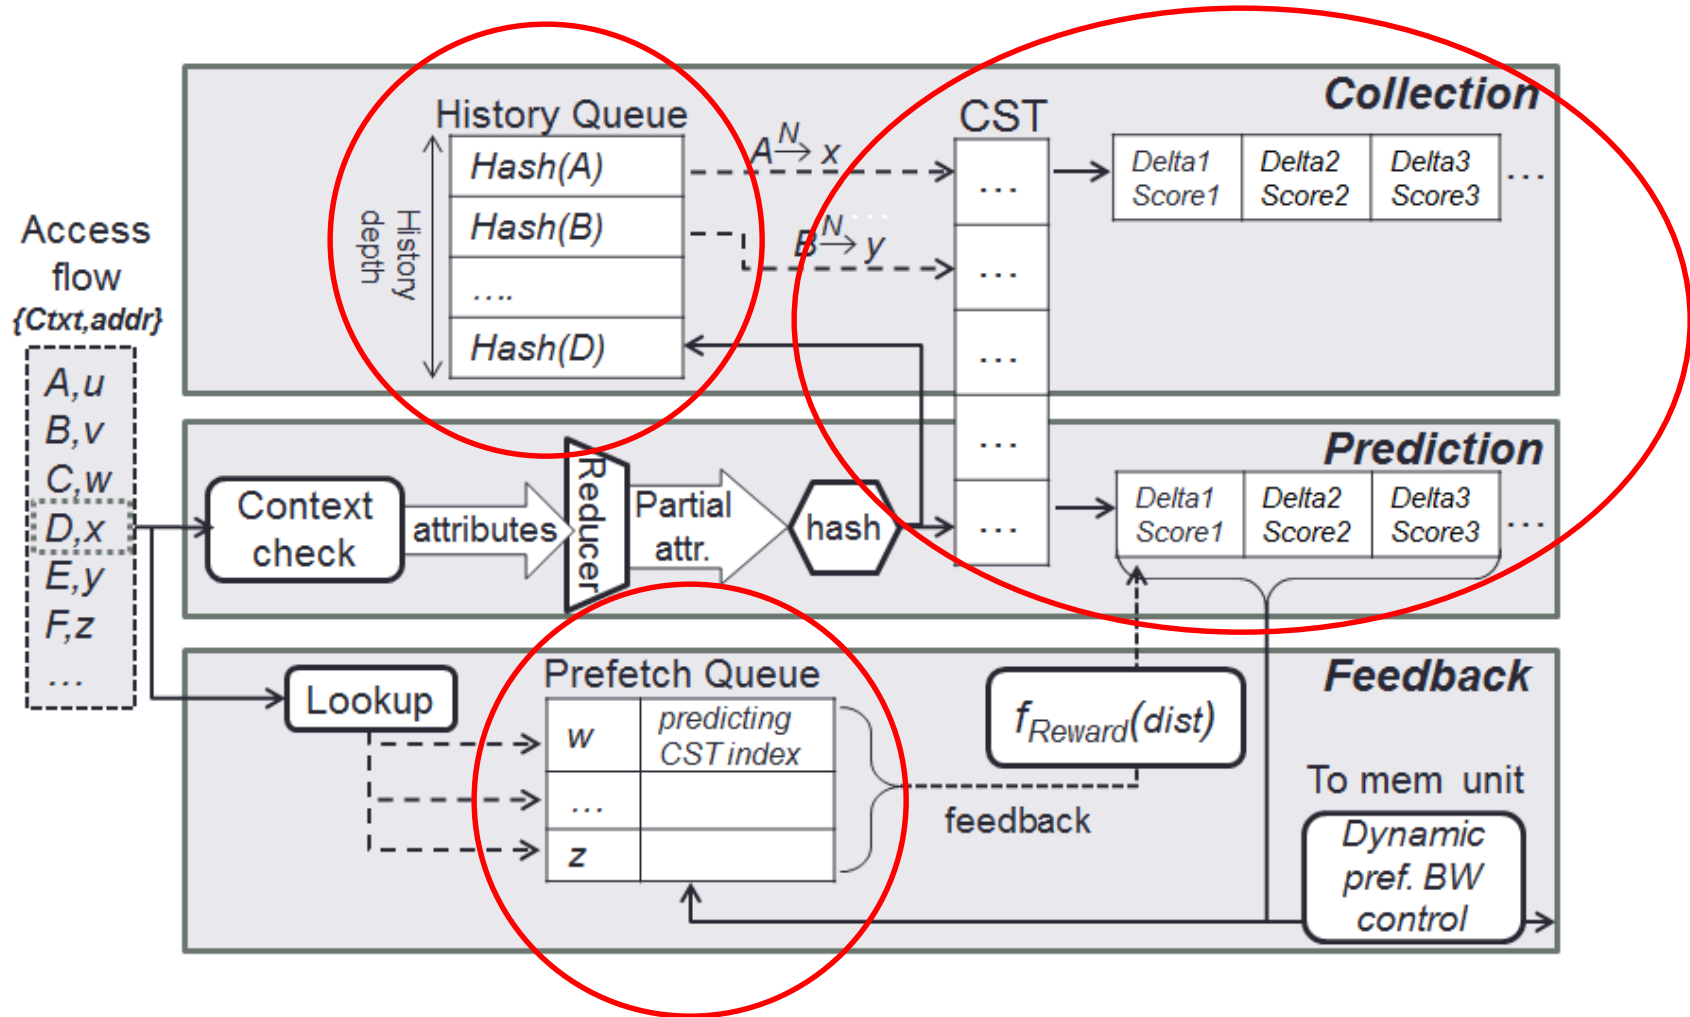 Collection
History Queue
CST
Hash(A)
Hash(B)
....
Hash(D)
History
depth
A N→ x
...
B N→ y
...
...
...
...
...
Delta1
Score1
Delta2
Score2
Delta3
Score3
...
Access
flow
{Ctxt,addr}
A,u
B,v
C,w
D,x
E,y
F,z
...
Prediction
Context
check
attributes
Reducer
Partial
attr.
hash
Delta1
Score1
Delta2
Score2
Delta3
Score3
...
Feedback
Lookup
Prefetch Queue
w
predicting
CST index
...
z
feedback
fReward(dist)
To mem unit
Dynamic
pref. BW
control